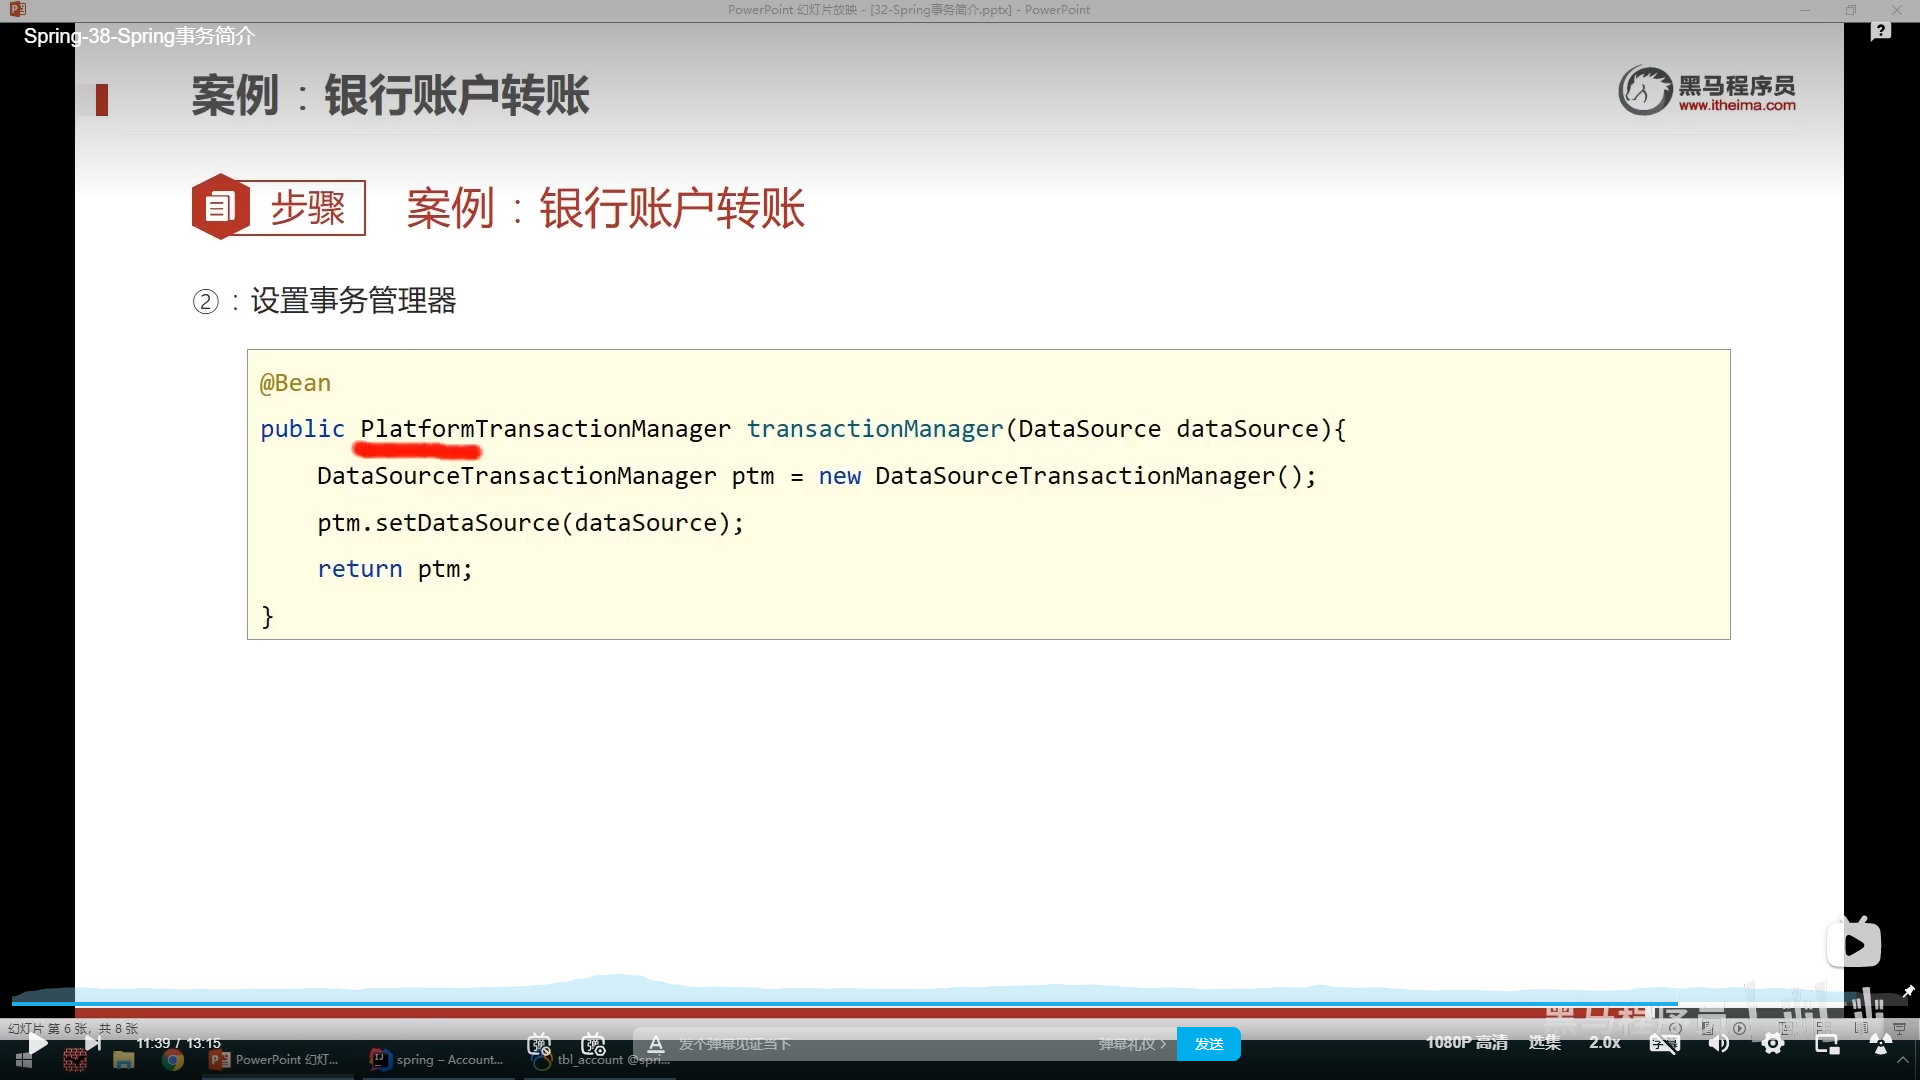 PowerPoint 幻灯片放映 - [32-Spring事务简介.pptx] - PowerPoint
Spring-38-Spring事务简介
案例：银行账户转账
黑马程序员
www.itheima.com
步骤 案例：银行账户转账
②：设置事务管理器
@Bean
public PlatformTransactionManager transactionManager(DataSource dataSource){
DataSourceTransactionManager ptm = new DataSourceTransactionManager();
ptm.setDataSource(dataSource);
return ptm;
}
幻灯片 第 6 张，共 8 张
11:39 / 13:15
发个弹幕见证当下
弹幕礼仪 >
发送
1080P 高清
选集
2.0x
PowerPoint 幻灯...
spring – Account...
tbl_account @spri...